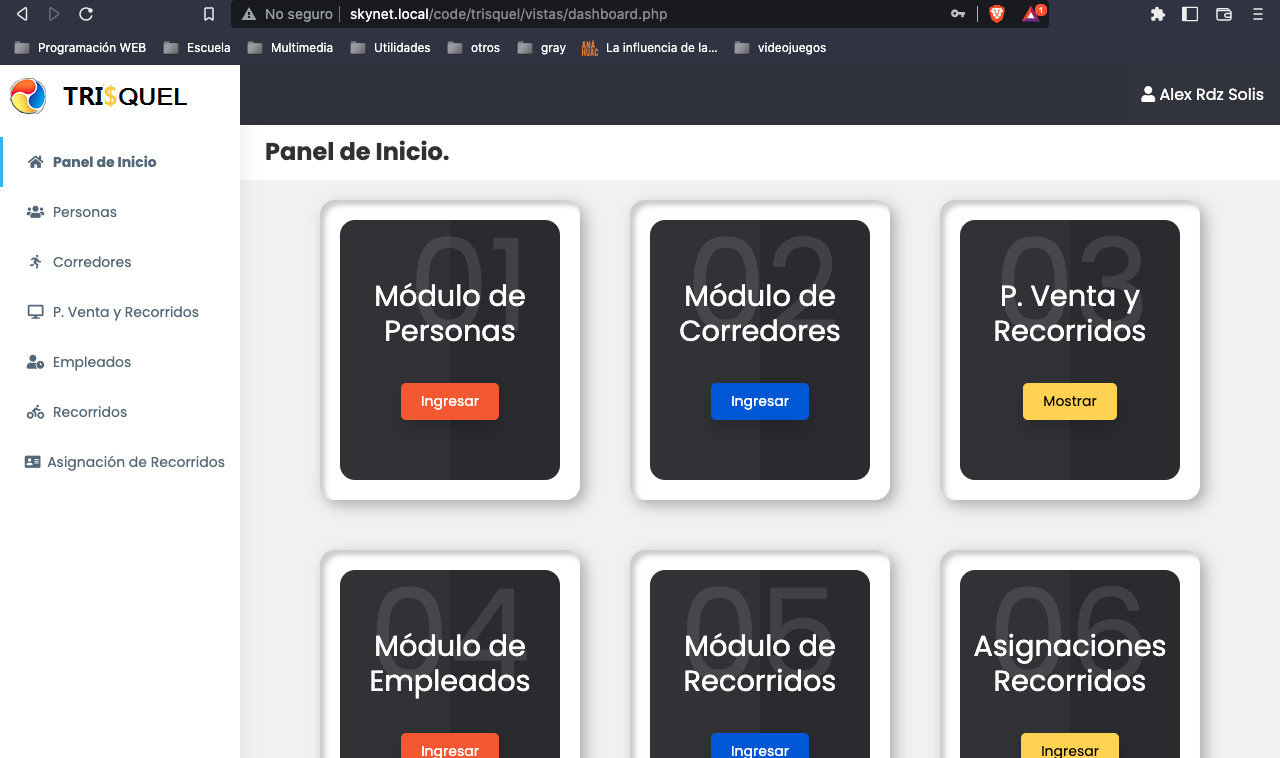 No seguro
skynet.local/code/trisquel/vistas/dashboard.php
1
Programación WEB
Escuela
Multimedia
Utilidades
otros
gray
ANÁHUAC
La influencia de la...
videojuegos
TRI$QUEL
Alex Rdz Solis
Panel de Inicio
Personas
Corredores
P. Venta y Recorridos
Empleados
Recorridos
Asignación de Recorridos
Panel de Inicio.
01
Módulo de
Personas
Ingresar
02
Módulo de
Corredores
Ingresar
03
P. Venta y
Recorridos
Mostrar
04
Módulo de
Empleados
Ingresar
05
Módulo de
Recorridos
Ingresar
06
Asignaciones
Recorridos
Ingresar